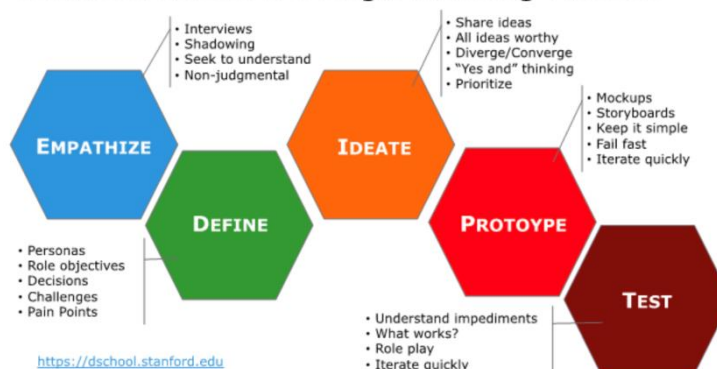 • Interviews
• Shadowing
• Seek to understand
• Non-judgmental
• Share ideas
• All ideas worthy
• Diverge/Converge
• "Yes and" thinking
• Prioritize
• Mockups
• Storyboards
• Keep it simple
• Fail fast
• Iterate quickly
EMPATHIZE
IDEATE
DEFINE
PROTOYPE
TEST
• Personas
• Role objectives
• Decisions
• Challenges
• Pain Points
• Understand impediments
• What works?
• Role play
• Iterate quickly
https://dschool.stanford.edu